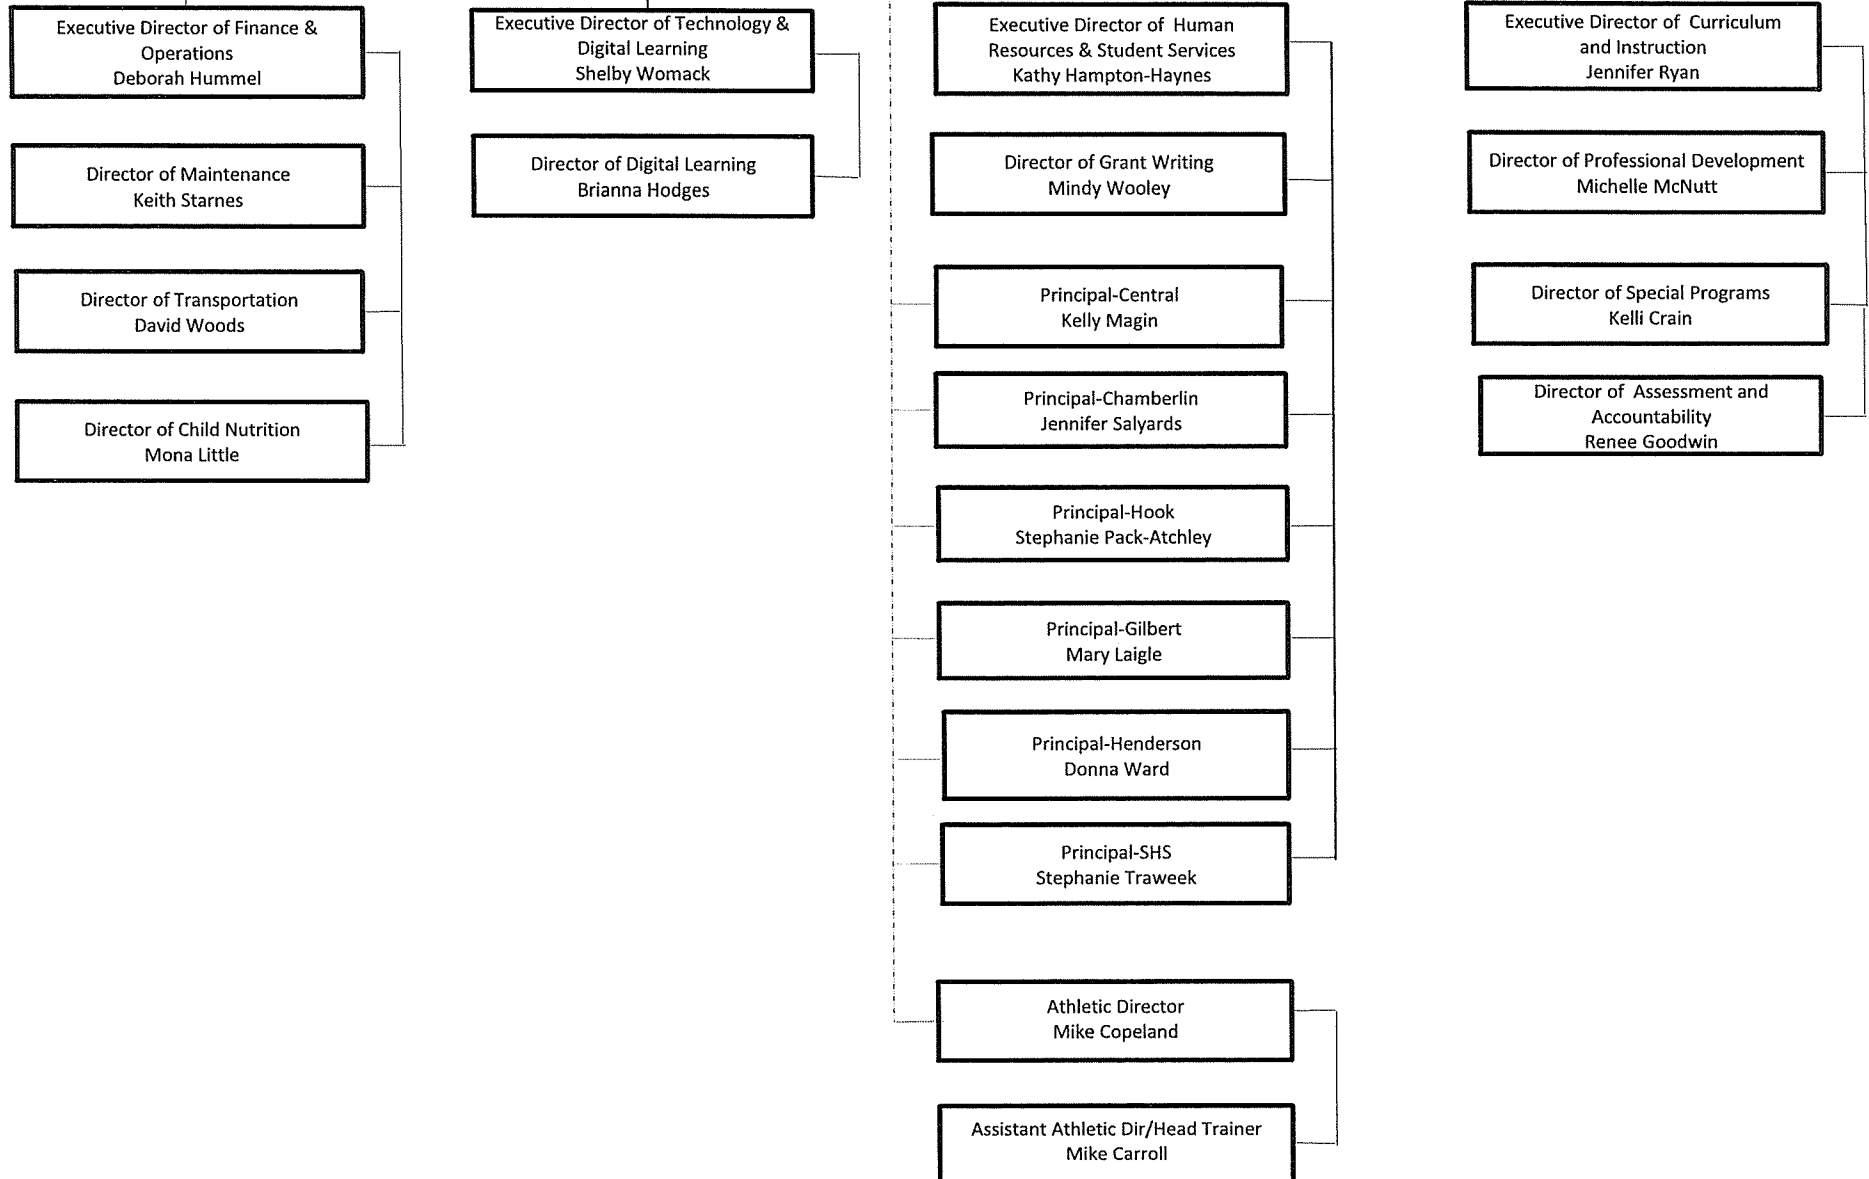 Executive Director of Finance &
Operations
Deborah Hummel
Director of Maintenance
Keith Starnes
Director of Transportation
David Woods
Director of Child Nutrition
Mona Little
Executive Director of Technology &
Digital Learning
Shelby Womack
Director of Digital Learning
Brianna Hodges
Executive Director of Human
Resources & Student Services
Kathy Hampton-Haynes
Director of Grant Writing
Mindy Wooley
Principal-Central
Kelly Magin
Principal-Chamberlin
Jennifer Salyards
Principal-Hook
Stephanie Pack-Atchley
Principal-Gilbert
Mary Laigle
Principal-Henderson
Donna Ward
Principal-SHS
Stephanie Traweek
Athletic Director
Mike Copeland
Assistant Athletic Dir/Head Trainer
Mike Carroll
Executive Director of Curriculum
and Instruction
Jennifer Ryan
Director of Professional Development
Michelle McNutt
Director of Special Programs
Kelli Crain
Director of Assessment and
Accountability
Renee Goodwin